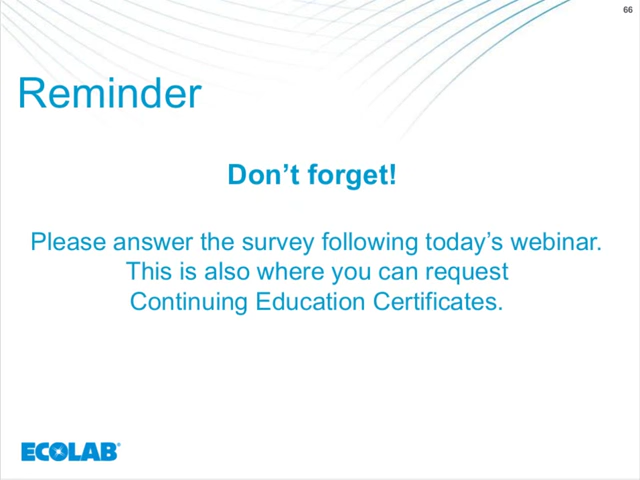 66
Reminder
Don’t forget!
Please answer the survey following today’s webinar.
This is also where you can request
Continuing Education Certificates.
ECOLAB®